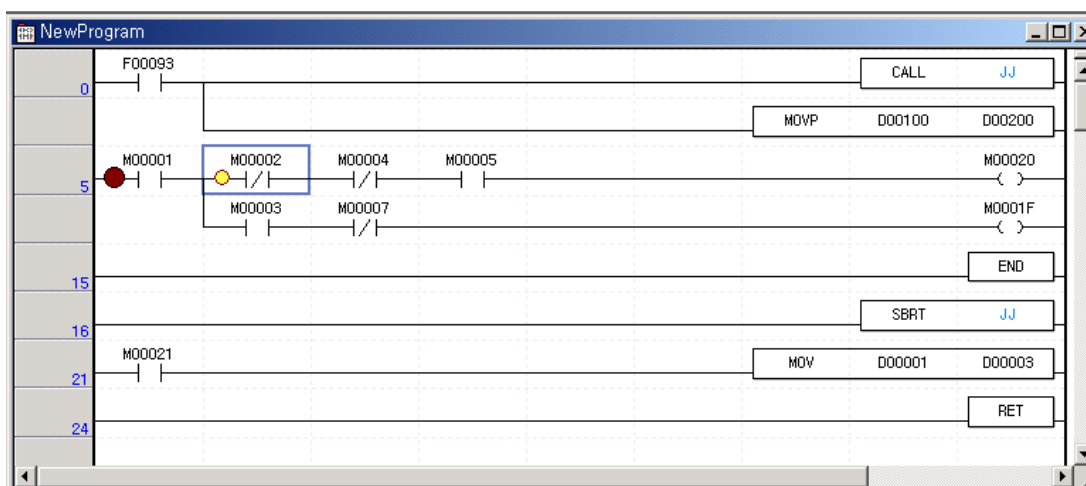 NewProgram
F00093
CALL JJ
0
MOVP D00100 D00200
M00001 M00002 M00004 M00005 M00020
5
M00003 M00007 M0001F
END
15
SBRT JJ
16
M00021
MOV D00001 D00003
21
RET
24